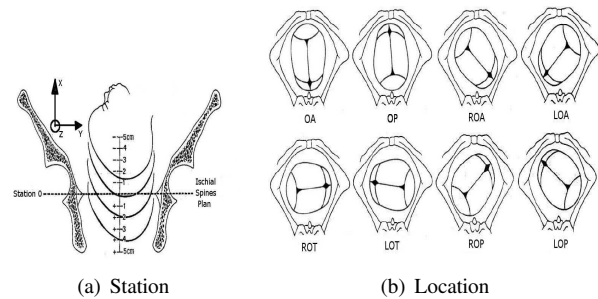 X
Z
Y
-5cm
4
3
2
1
Station 0
Ischial
Spines
Plan
1
2
3
4
-5cm
OA
OP
ROA
LOA
ROT
LOT
ROP
LOP
(a) Station
(b) Location